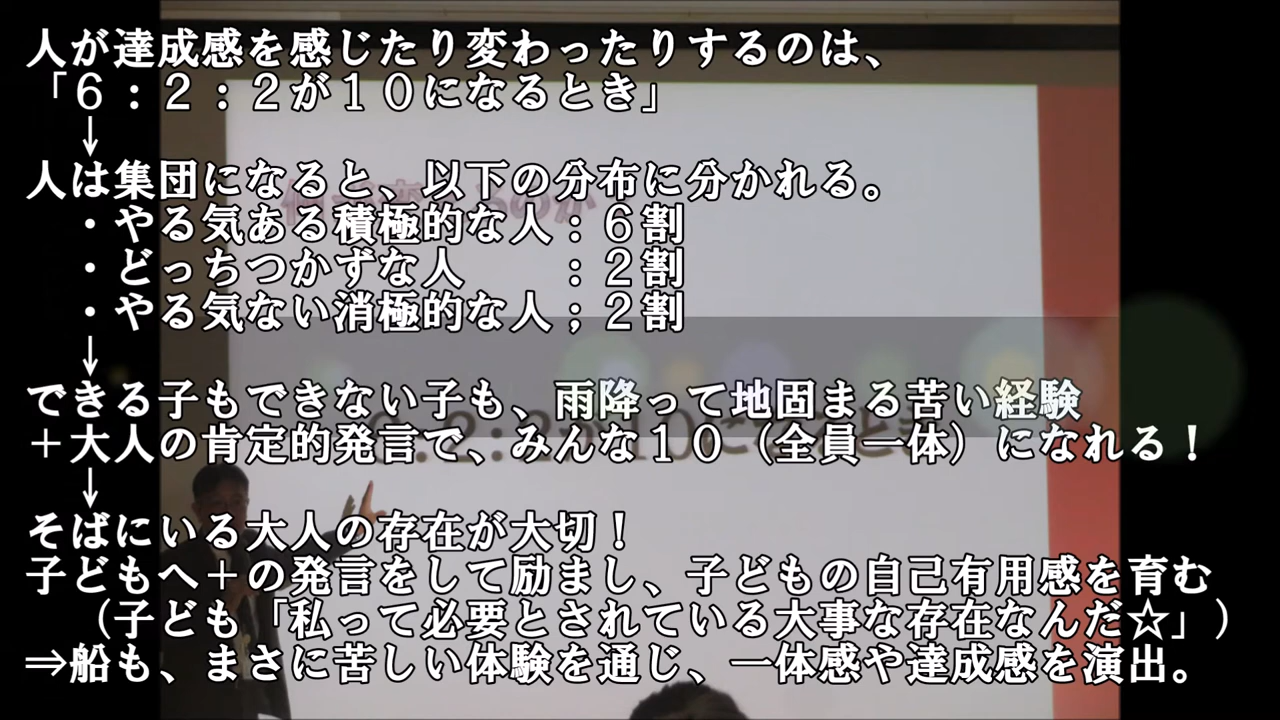 人が達成感を感じたり変わったりするのは、
「６：２：２が１０になるとき」
↓
人は集団になると、以下の分布に分かれる。
・やる気ある積極的な人：６割
・どっちつかずな人　　：２割
・やる気ない消極的な人；２割
↓
できる子もできない子も、雨降って地固まる苦い経験
＋大人の肯定的発言で、みんな１０（全員一体）になれる！
↓
そばにいる大人の存在が大切！
子どもへ＋の発言をして励まし、子どもの自己有用感を育む
（子ども「私って必要とされている大事な存在なんだ☆」）
⇒船も、まさに苦しい体験を通じ、一体感や達成感を演出。